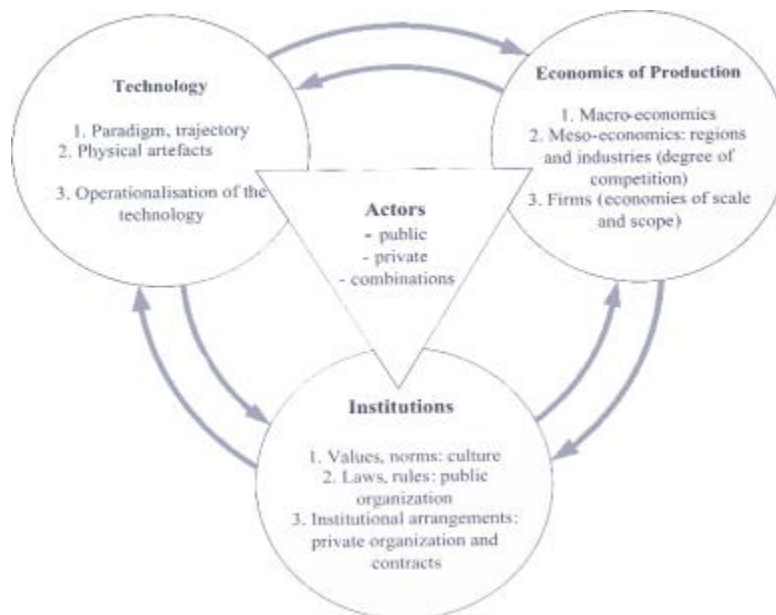 Technology
1. Paradigm, trajectory
2. Physical artefacts
3. Operationalisation of the
technology
Economics of Production
1. Macro-economics
2. Meso-economics: regions
and industries (degree of
competition)
3. Firms (economies of scale
and scope)
Actors
- public
- private
- combinations
Institutions
1. Values, norms: culture
2. Laws, rules: public
organization
3. Institutional arrangements:
private organization and
contracts